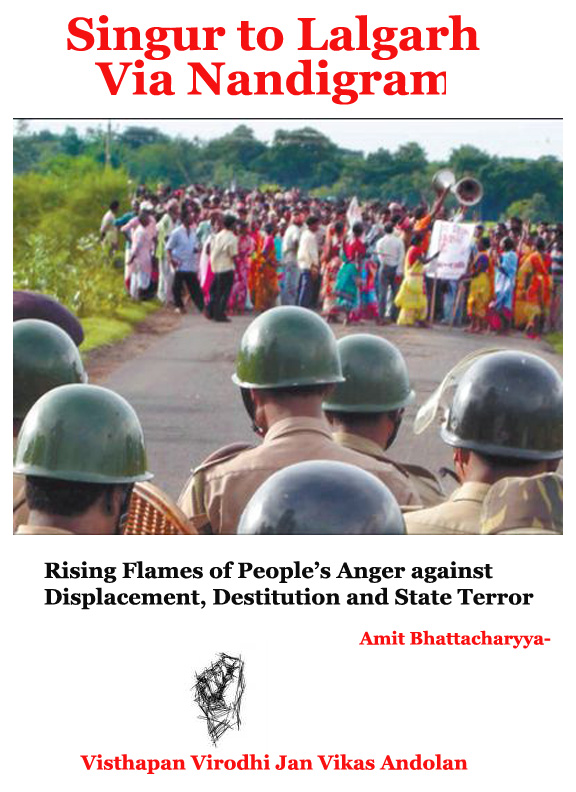 Singur to Lalgarh
Via Nandigram
Rising Flames of People’s Anger against
Displacement, Destitution and State Terror
Amit Bhattacharyya-
Visthapan Virodhi Jan Vikas Andolan